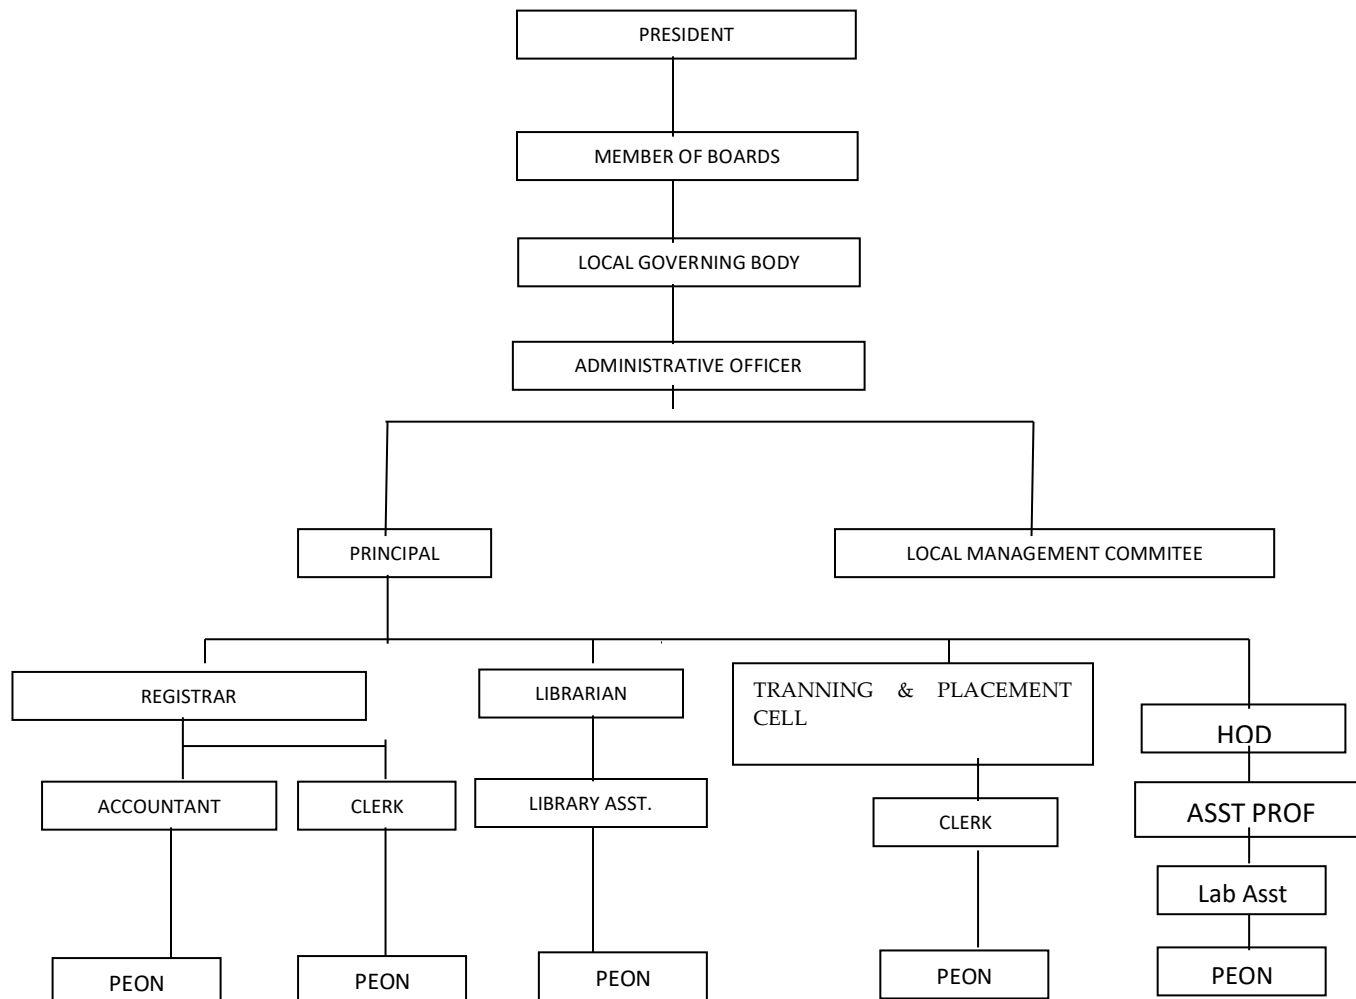 PRESIDENT
MEMBER OF BOARDS
LOCAL GOVERNING BODY
ADMINISTRATIVE OFFICER
PRINCIPAL
LOCAL MANAGEMENT COMMITEE
REGISTRAR
LIBRARIAN
TRANNING & PLACEMENT
CELL
HOD
ACCOUNTANT
CLERK
LIBRARY ASST.
CLERK
ASST PROF
Lab Asst
PEON
PEON
PEON
PEON
PEON